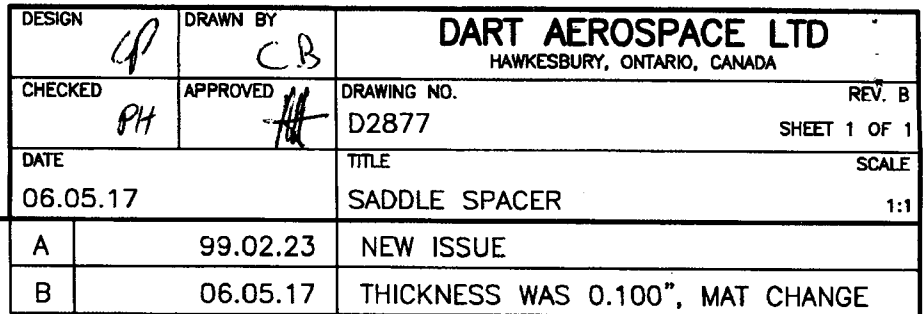 DESIGN
CP
DRAWN BY
C.B
DART AEROSPACE LTD
HAWKESBURY, ONTARIO, CANADA
CHECKED
PH
APPROVED
DRAWING NO.
D2877
REV. B
SHEET 1 OF 1
DATE
06.05.17
TITLE
SADDLE SPACER
SCALE
1:1
A 99.02.23 NEW ISSUE
B 06.05.17 THICKNESS WAS 0.100", MAT CHANGE